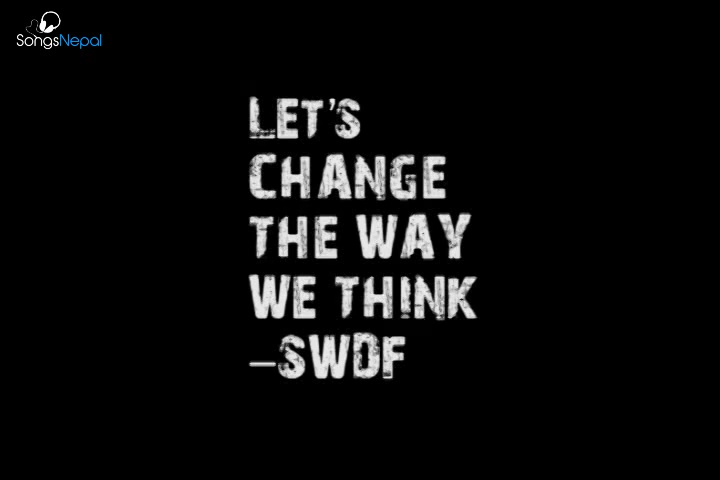 SongsNepal
LET'S
CHANGE
THE WAY
WE THINK
–SWDF